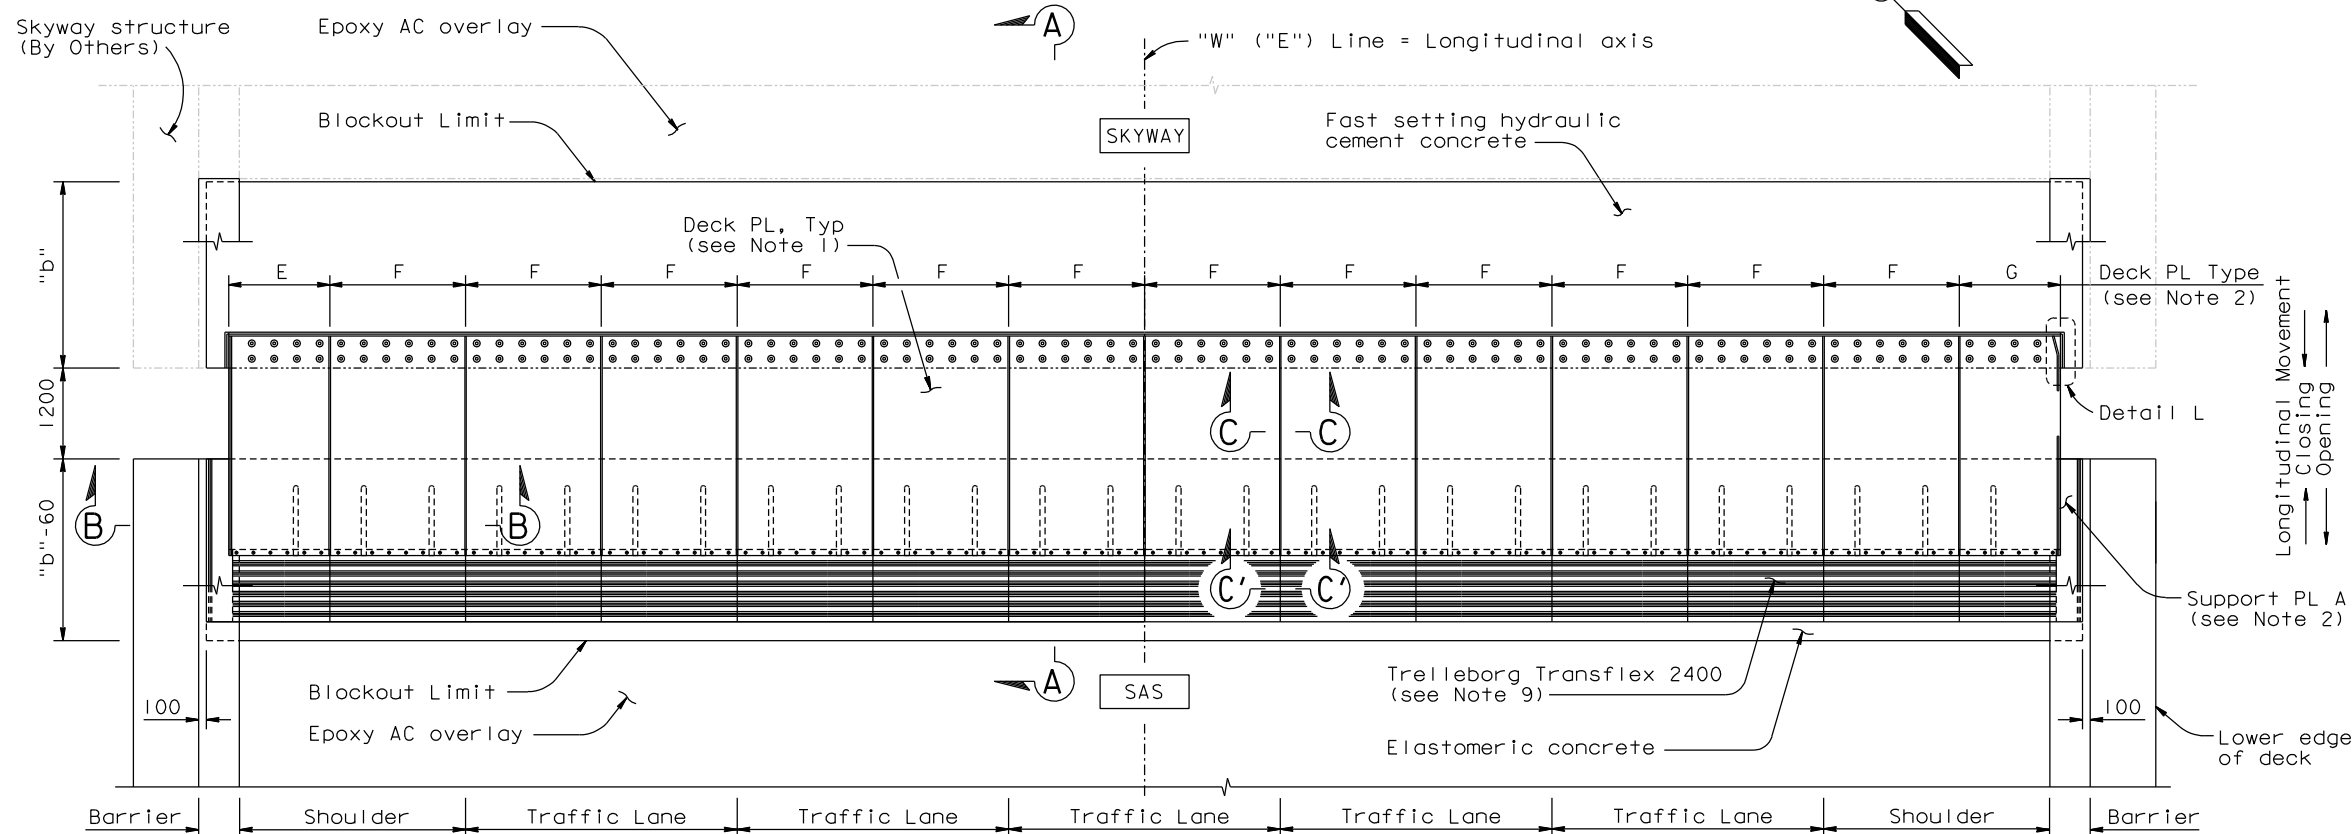 Skyway structure
(By Others)
Epoxy AC overlay
A
"W" ("E") Line = Longitudinal axis
Blockout Limit
SKYWAY
Fast setting hydraulic
cement concrete
Deck PL, Typ
(see Note 1)
"b"
E F F F F F F F F F F F F G
Deck PL Type
(see Note 2)
1200
C C
Detail L
Longitudinal Movement
Closing
Opening
"b"-60
B B
C' C'
Support PL A
(see Note 2)
Blockout Limit
A
SAS
Trelleborg Transflex 2400
(see Note 9)
100
100
Epoxy AC overlay
Elastomeric concrete
Lower edge
of deck
Barrier Shoulder Traffic Lane Traffic Lane Traffic Lane Traffic Lane Traffic Lane Shoulder Barrier